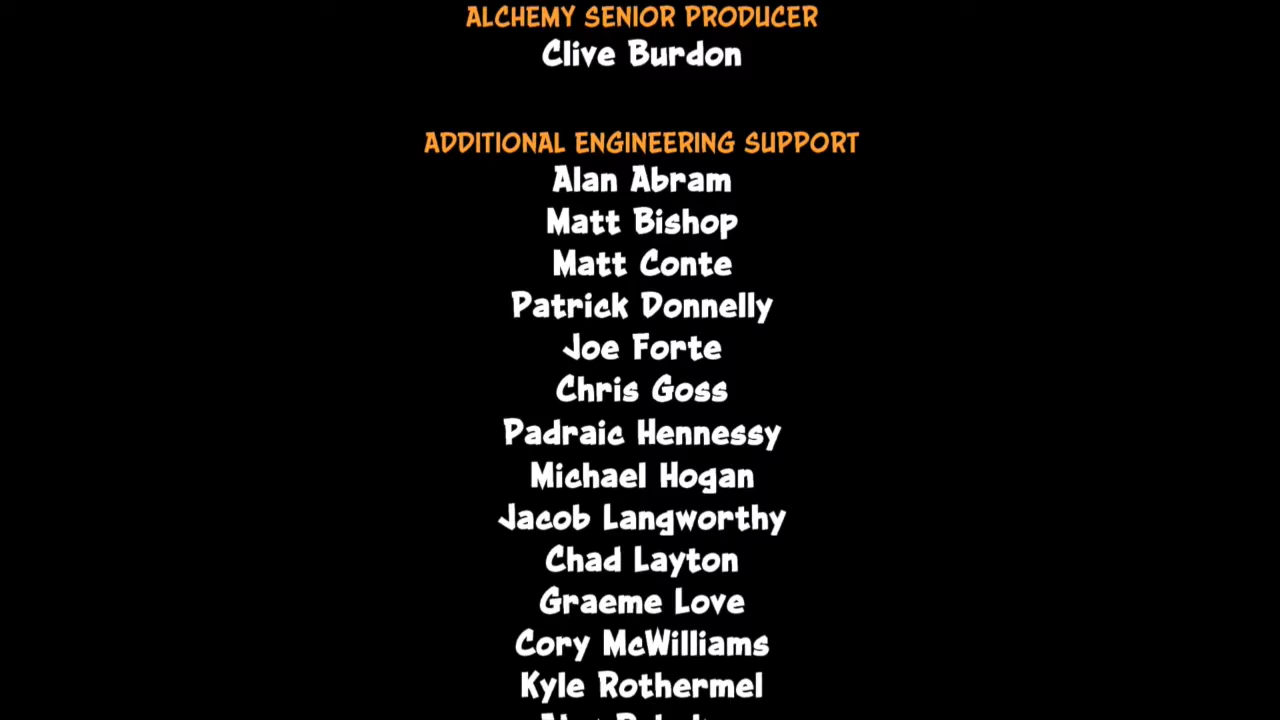 ALCHEMY SENIOR PRODUCER
Clive Burdon
ADDITIONAL ENGINEERING SUPPORT
Alan Abram
Matt Bishop
Matt Conte
Patrick Donnelly
Joe Forte
Chris Goss
Padraic Hennessy
Michael Hogan
Jacob Langworthy
Chad Layton
Graeme Love
Cory McWilliams
Kyle Rothermel